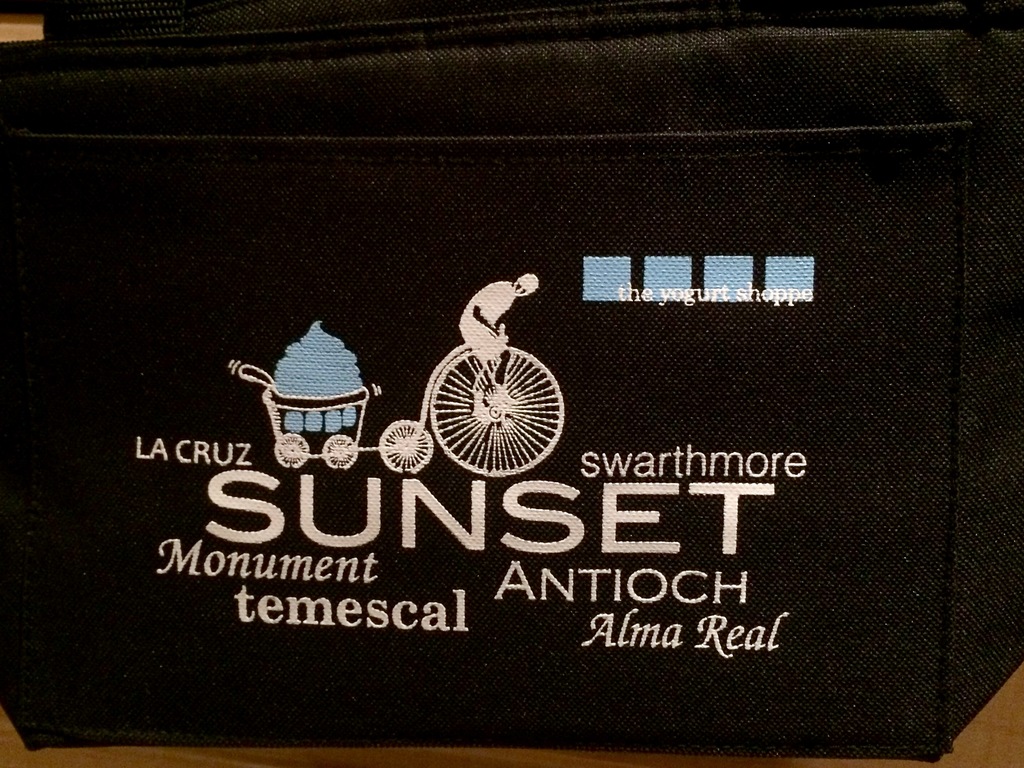 the yogurt shoppe
LA CRUZ
swarthmore
SUNSET
Monument
ANTIOCH
temescal
Alma Real